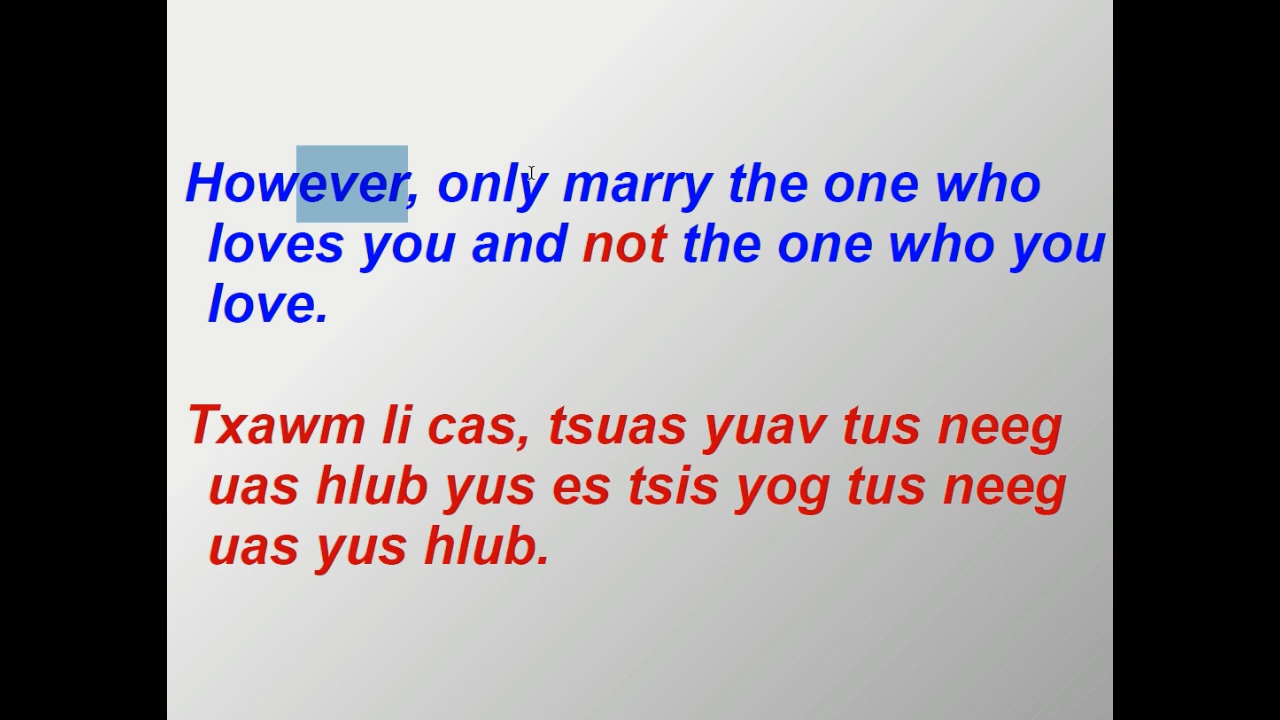 However, only marry the one who
loves you and not the one who you
love.
Txawm li cas, tsuas yuav tus neeg
uas hlub yus es tsis yog tus neeg
uas yus hlub.